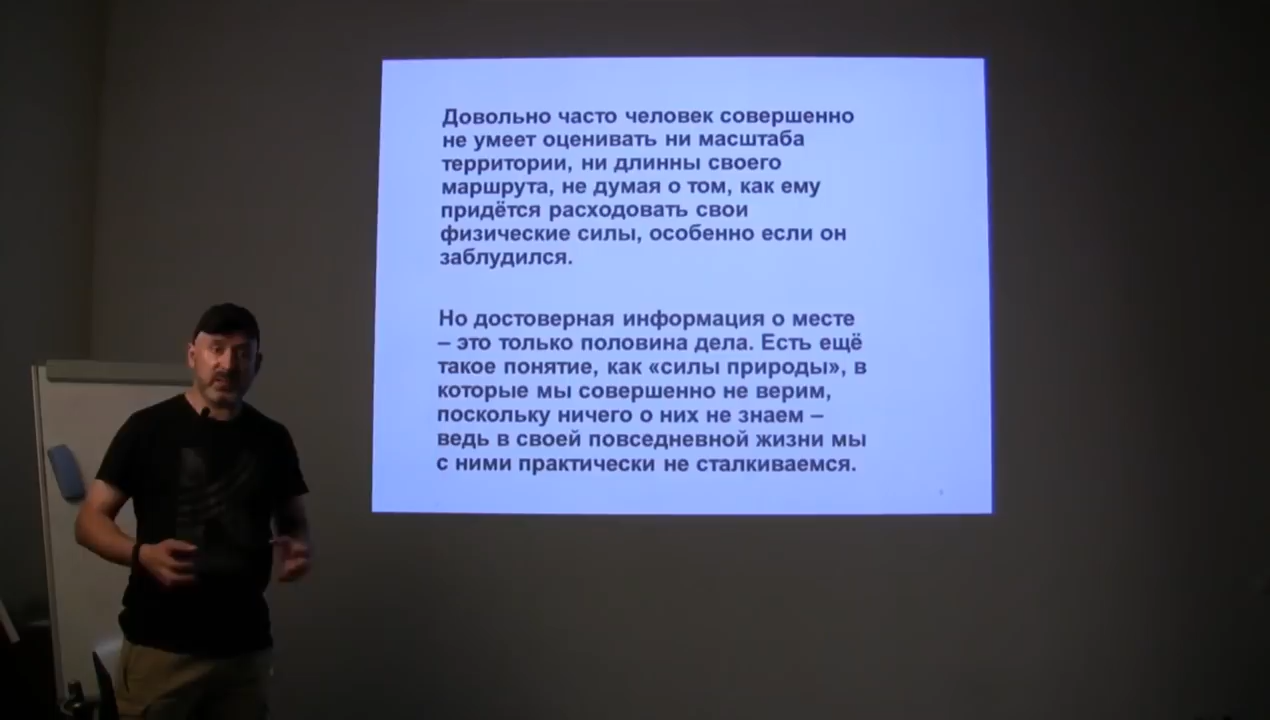 Довольно часто человек совершенно
не умеет оценивать ни масштаба
территории, ни длинны своего
маршрута, не думая о том, как ему
придётся расходовать свои
физические силы, особенно если он
заблудился.
Но достоверная информация о месте
– это только половина дела. Есть ещё
такое понятие, как «силы природы», в
которые мы совершенно не верим,
поскольку ничего о них не знаем –
ведь в своей повседневной жизни мы
с ними практически не сталкиваемся.